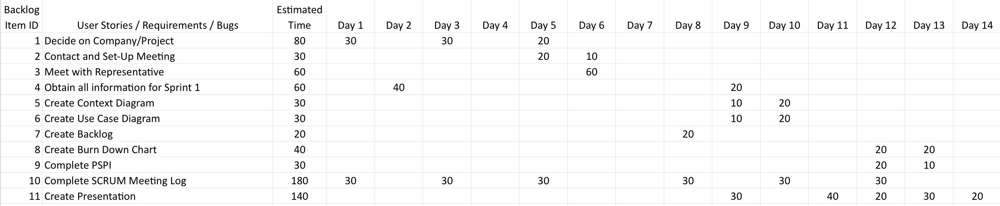 Backlog Estimated
Item ID User Stories / Requirements / Bugs Time Day 1 Day 2 Day 3 Day 4 Day 5 Day 6 Day 7 Day 8 Day 9 Day 10 Day 11 Day 12 Day 13 Day 14
1 Decide on Company/Project 80 30 30 20
2 Contact and Set-Up Meeting 30 20 10
3 Meet with Representative 60 60
4 Obtain all information for Sprint 1 60 40 20
5 Create Context Diagram 30 10 20
6 Create Use Case Diagram 30 10 20
7 Create Backlog 20 20
8 Create Burn Down Chart 40 20 20
9 Complete PSPI 30 20 10
10 Complete SCRUM Meeting Log 180 30 30 30 30 30 30
11 Create Presentation 140 30 40 20 30 20